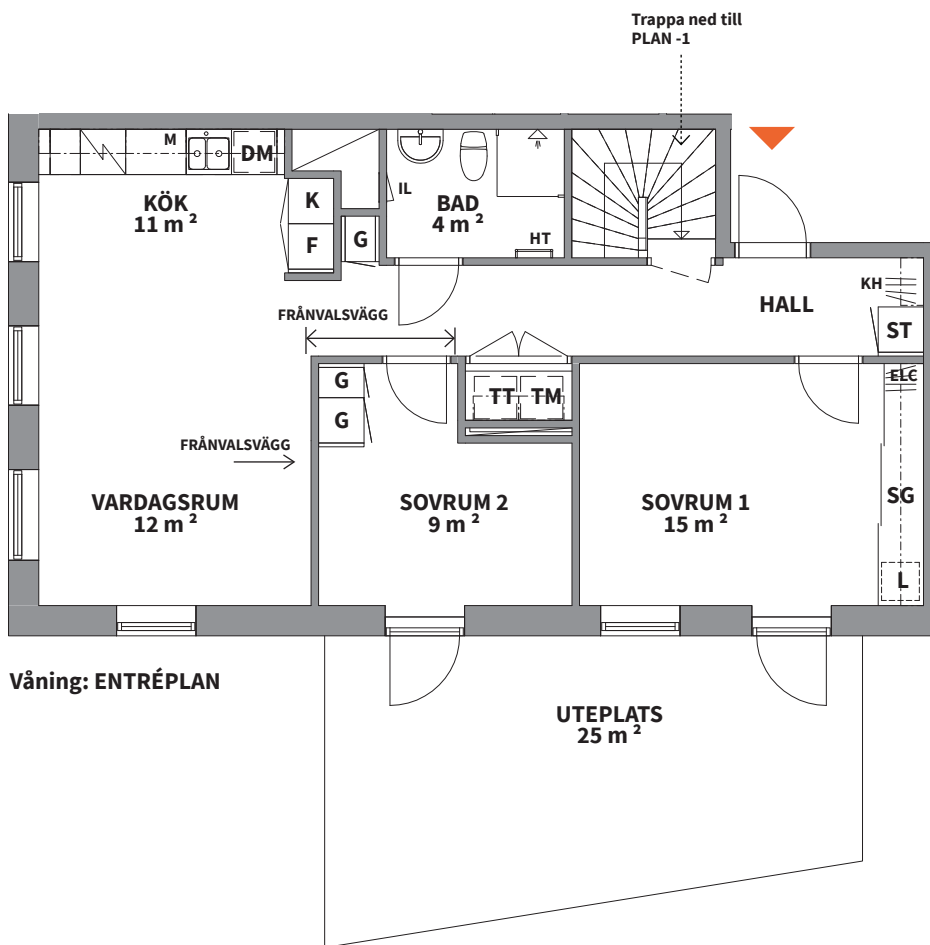 Trappa ned till
PLAN -1
M
DM
KÖK
11 m ²
K
F
G
IL
BAD
4 m ²
HT
HALL
KH
ST
FRÅNVALSVÄGG
G
G
TT
TM
ELC
FRÅNVALSVÄGG
VARDAGSRUM
12 m ²
SOVRUM 2
9 m ²
SOVRUM 1
15 m ²
SG
L
Våning: ENTRÉPLAN
UTEPLATS
25 m ²